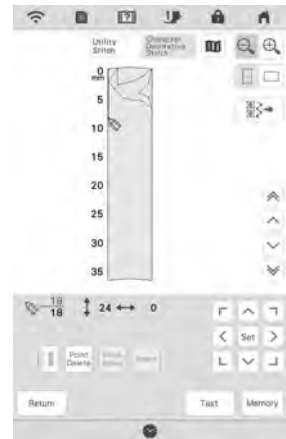 Utility
Stitch
Character
Decorative
Stitch
0
mm
5
10
15
20
25
30
35
18
18
24
0
Set
Point
Delete
Insert
Return
Test
Memory